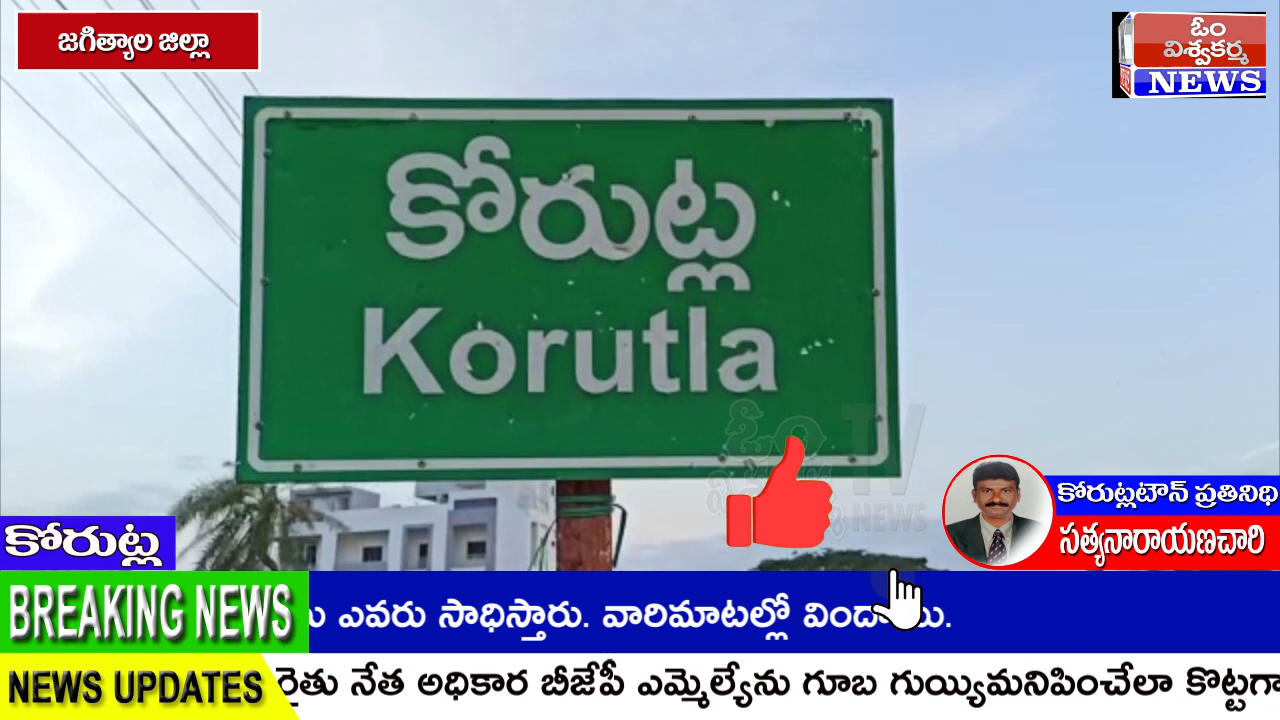 జగిత్యాల జిల్లా
ఓం
విశ్వకర్మ
NEWS
కోరుట్ల
Korutla
కోరుట్లటౌన్ ప్రతినిధి
సత్యనారాయణచారి
కోరుట్ల
BREAKING NEWS
ఎవరు సాధిస్తారు. వారిమాటల్లో
NEWS UPDATES
రైతు నేత అధికార బీజేపీ ఎమ్మెల్యేను గూబ గుయ్యిమనిపించేలా కొట్టగా